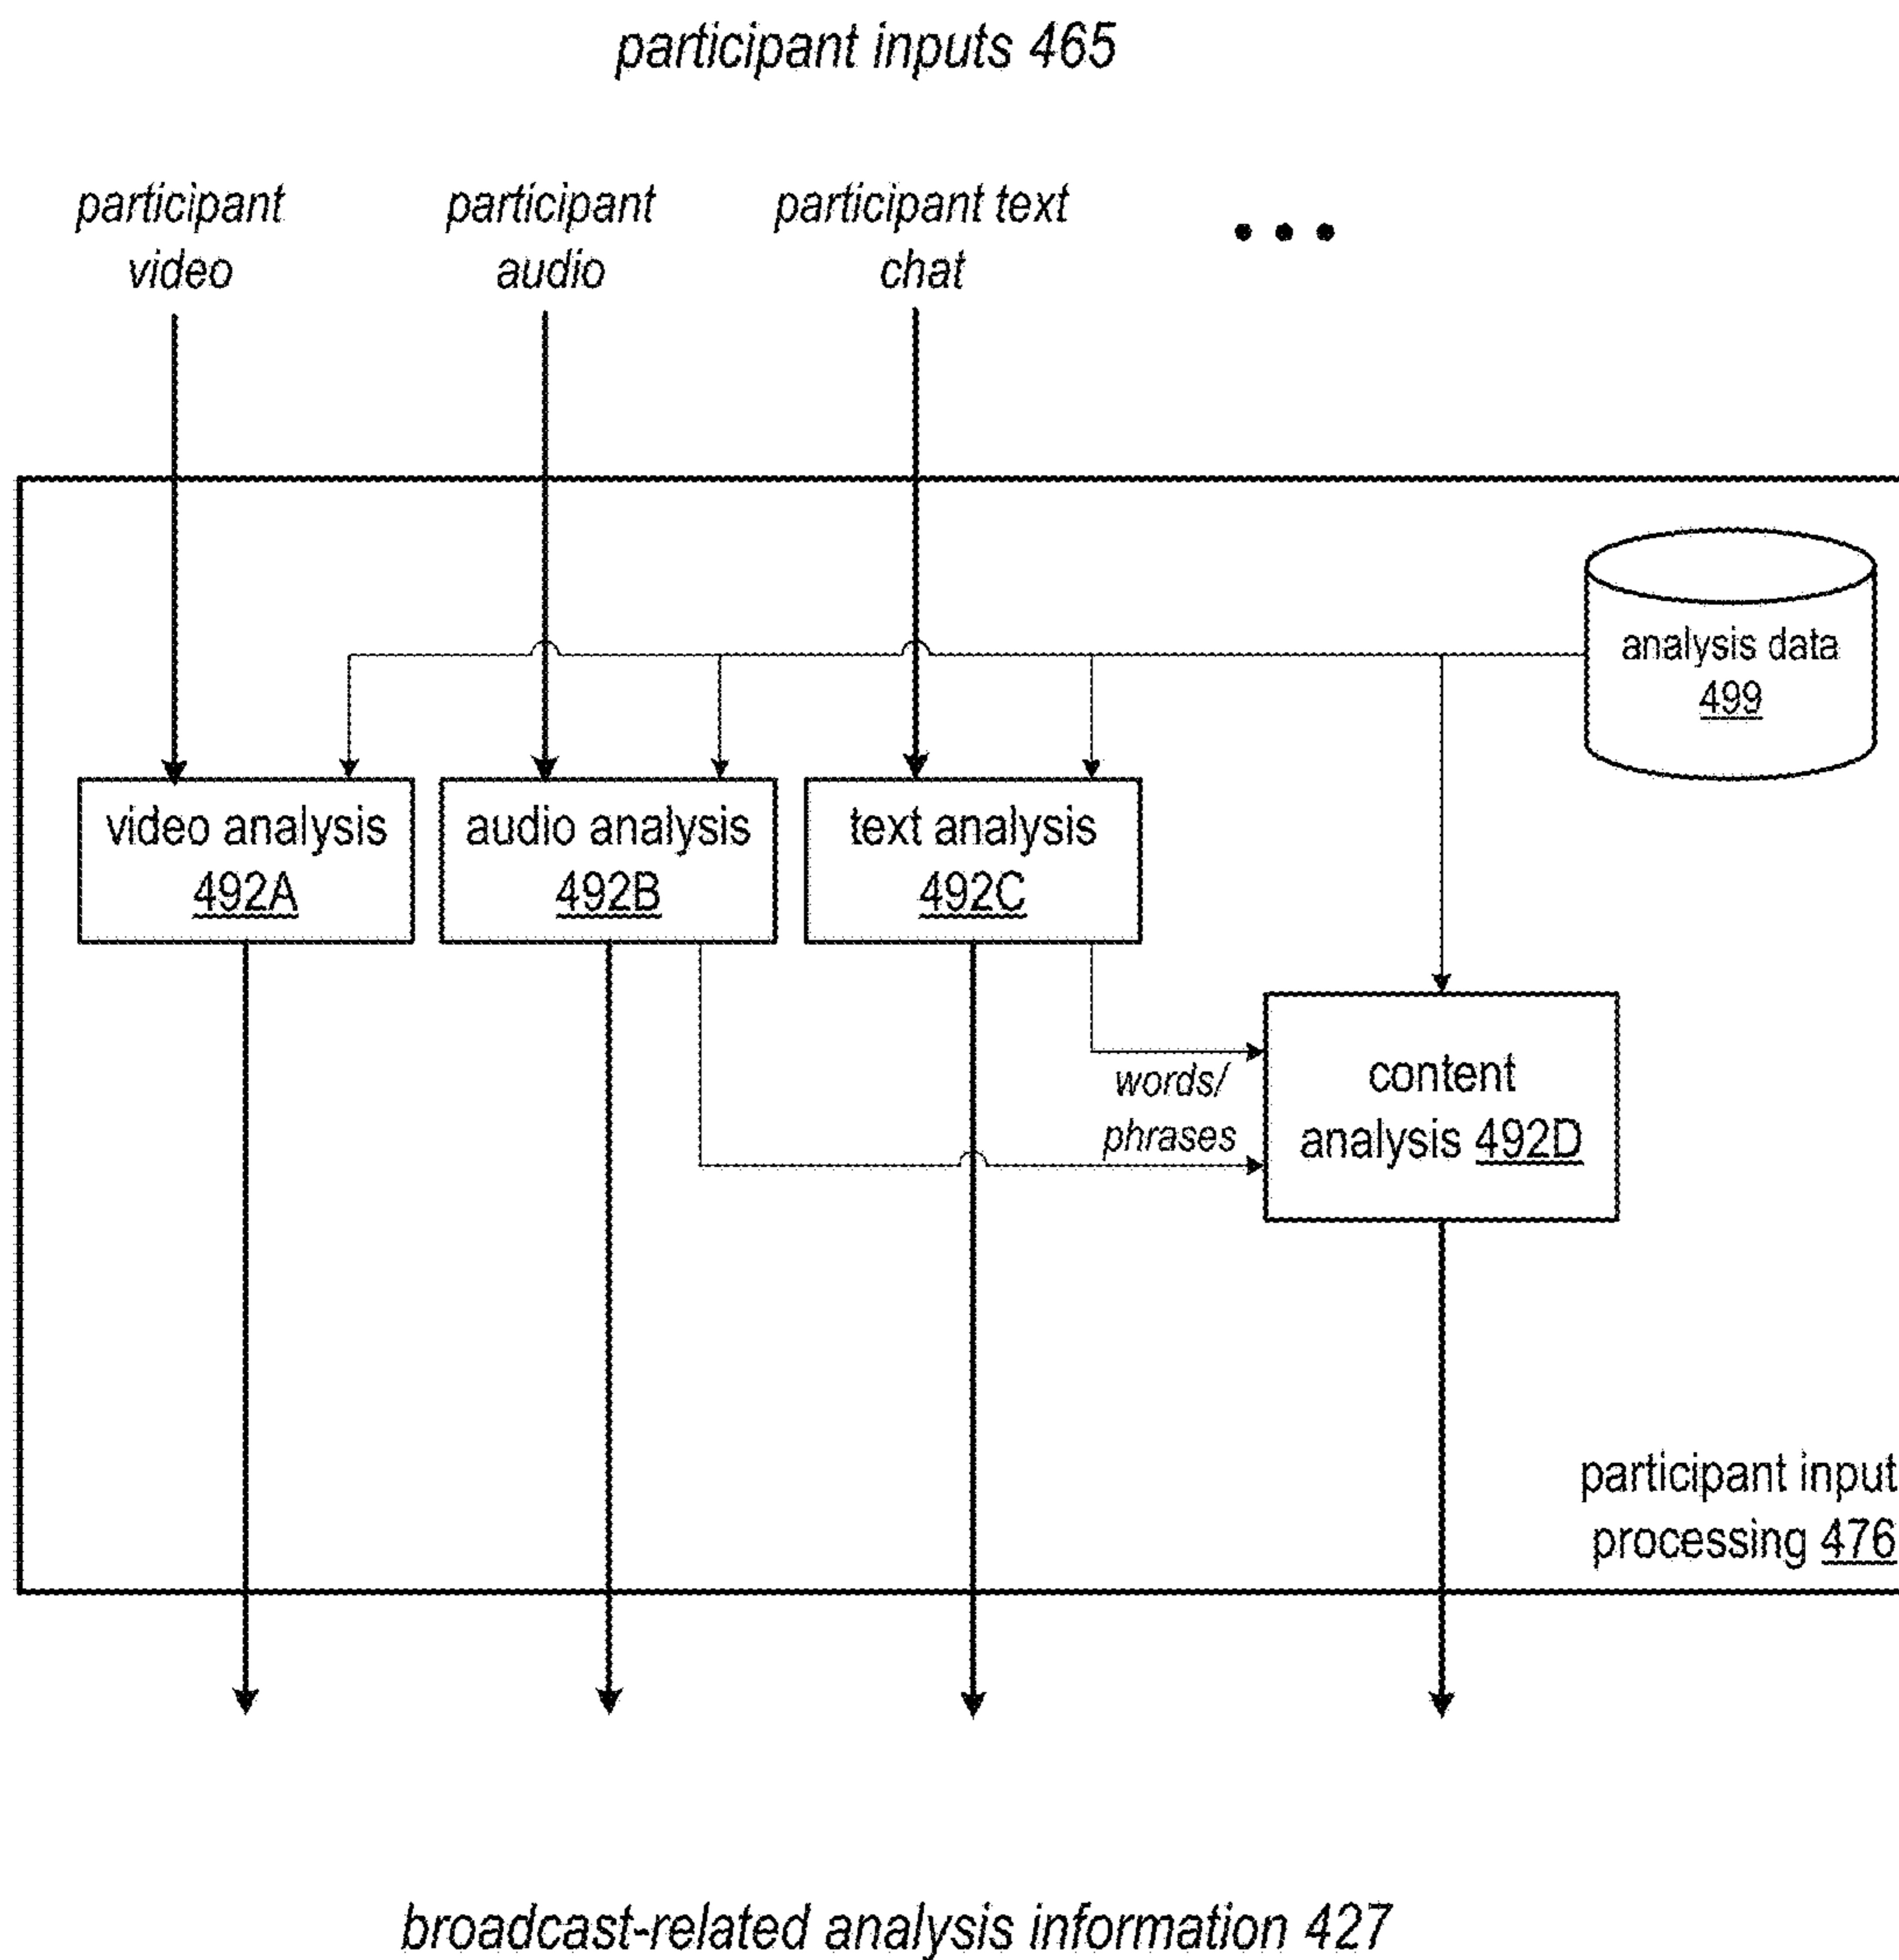 participant inputs 465
participant
video
participant
audio
participant text
chat
• • •
analysis data
499
video analysis
492A
audio analysis
492B
text analysis
492C
words/
phrases
content
analysis 492D
participant input
processing 476
broadcast-related analysis information 427